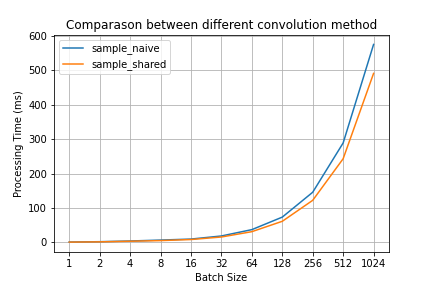 Comparason between different convolution method
600
500
400
300
200
100
0
Processing Time (ms)
sample_naive
sample_shared
1 2 4 8 16 32 64 128 256 512 1024
Batch Size